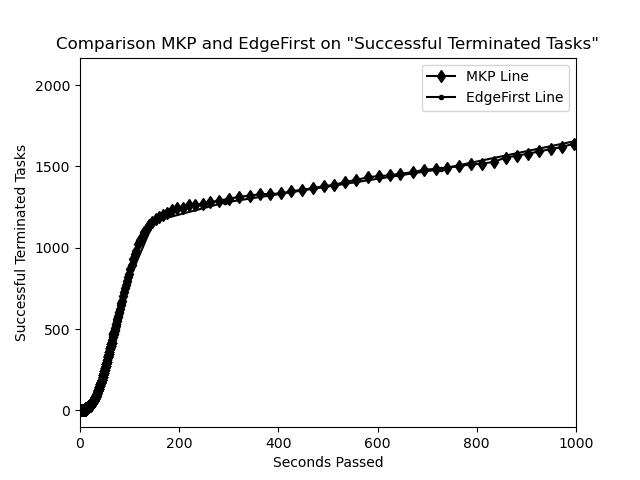 Comparison MKP and EdgeFirst on "Successful Terminated Tasks"
MKP Line
EdgeFirst Line
Successful Terminated Tasks
2000
1500
1000
500
0
0 200 400 600 800 1000
Seconds Passed